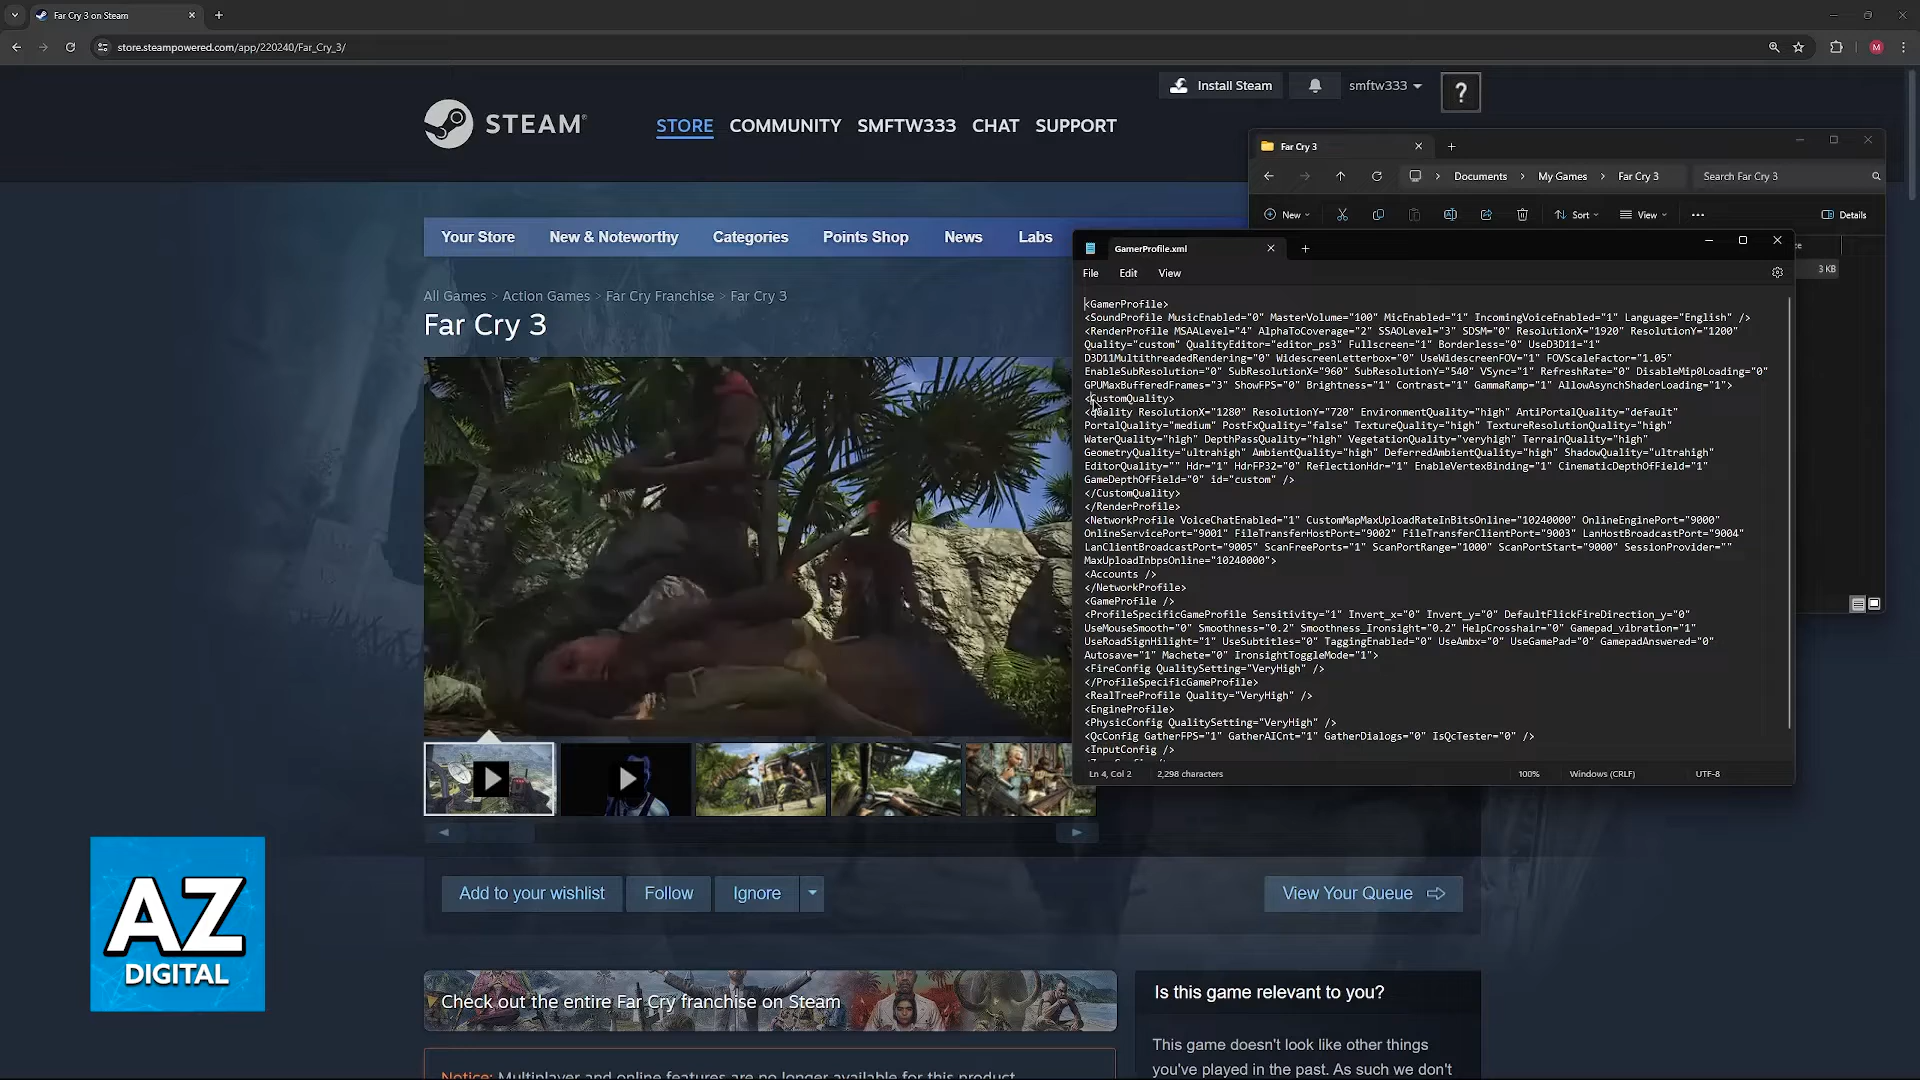 Far Cry 3 on Steam
store.steampowered.com/app/220240/Far_Cry_3/
M
Install Steam
smftw333
?
STEAM®
STORE
COMMUNITY
SMFTW333
CHAT
SUPPORT
Far Cry 3
Documents > My Games > Far Cry 3
Search Far Cry 3
New
Sort
View
Details
3 KB
Your Store
New & Noteworthy
Categories
Points Shop
News
Labs
All Games > Action Games > Far Cry Franchise > Far Cry 3
Far Cry 3
GamerProfile.xml
File
Edit
View
<GamerProfile>
<SoundProfile MusicEnabled="0" MasterVolume="100" MicEnabled="1" IncomingVoiceEnabled="1" Language="English" />
<RenderProfile MSAALevel="4" AlphaToCoverage="2" SSAOLevel="3" SDSM="0" ResolutionX="1920" ResolutionY="1200"
Quality="custom" QualityEditor="editor_ps3" Fullscreen="1" Borderless="0" UseD3D11="1"
D3D11MultithreadedRendering="0" WidescreenLetterbox="0" UseWidescreenFOV="1" FOVScaleFactor="1.05"
EnableSubResolution="0" SubResolutionX="960" SubResolutionY="540" VSync="1" RefreshRate="0" DisableMip0Loading="0"
GPUMaxBufferedFrames="3" ShowFPS="0" Brightness="1" Contrast="1" GammaRamp="1" AllowAsynchShaderLoading="1">
<CustomQuality>
<Quality ResolutionX="1280" ResolutionY="720" EnvironmentQuality="high" AntiPortalQuality="default"
PortalQuality="medium" PostFxQuality="false" TextureQuality="high" TextureResolutionQuality="high"
WaterQuality="high" DepthPassQuality="high" VegetationQuality="veryhigh" TerrainQuality="high"
GeometryQuality="ultrahigh" AmbientQuality="high" DeferredAmbientQuality="high" ShadowQuality="ultrahigh"
EditorQuality="" Hdr="1" HdrFP32="0" ReflectionHdr="1" EnableVertexBinding="1" CinematicDepthOfField="1"
GameDepthOfField="0" id="custom" />
</CustomQuality>
</RenderProfile>
<NetworkProfile VoiceChatEnabled="1" CustomMapMaxUploadRateInBitsOnline="10240000" OnlineEnginePort="9000"
OnlineServicePort="9001" FileTransferHostPort="9002" FileTransferClientPort="9003" LanHostBroadcastPort="9004"
LanClientBroadcastPort="9005" ScanFreePorts="1" ScanPortRange="1000" ScanPortStart="9000" SessionProvider=""
MaxUploadInbpsOnline="10240000">
<Accounts />
</NetworkProfile>
<GameProfile />
<ProfileSpecificGameProfile Sensitivity="1" Invert_x="0" Invert_y="0" DefaultFlickFireDirection_y="0"
UseMouseSmooth="0" Smoothness="0.2" Smoothness_Ironsight="0.2" HelpCrosshair="0" Gamepad_vibration="1"
UseRoadSignHilight="1" UseSubtitles="0" TaggingEnabled="0" UseAmbx="0" UseGamePad="0" GamepadAnswered="0"
Autosave="1" Machete="0" IronsightToggleMode="1">
<FireConfig QualitySetting="VeryHigh" />
</ProfileSpecificGameProfile>
<RealTreeProfile Quality="VeryHigh" />
<EngineProfile>
<PhysicConfig QualitySetting="VeryHigh" />
<QcConfig GatherFPS="1" GatherAICnt="1" GatherDialogs="0" IsQcTester="0" />
<InputConfig />
Ln 4, Col 2
2,298 characters
100%
Windows (CRLF)
UTF-8
Add to your wishlist
Follow
Ignore
View Your Queue
AZ
DIGITAL
Check out the entire Far Cry franchise on Steam
Is this game relevant to you?
This game doesn't look like other things
you've played in the past. As such we don't
Notice: Multiplayer and online features are no longer available for this product